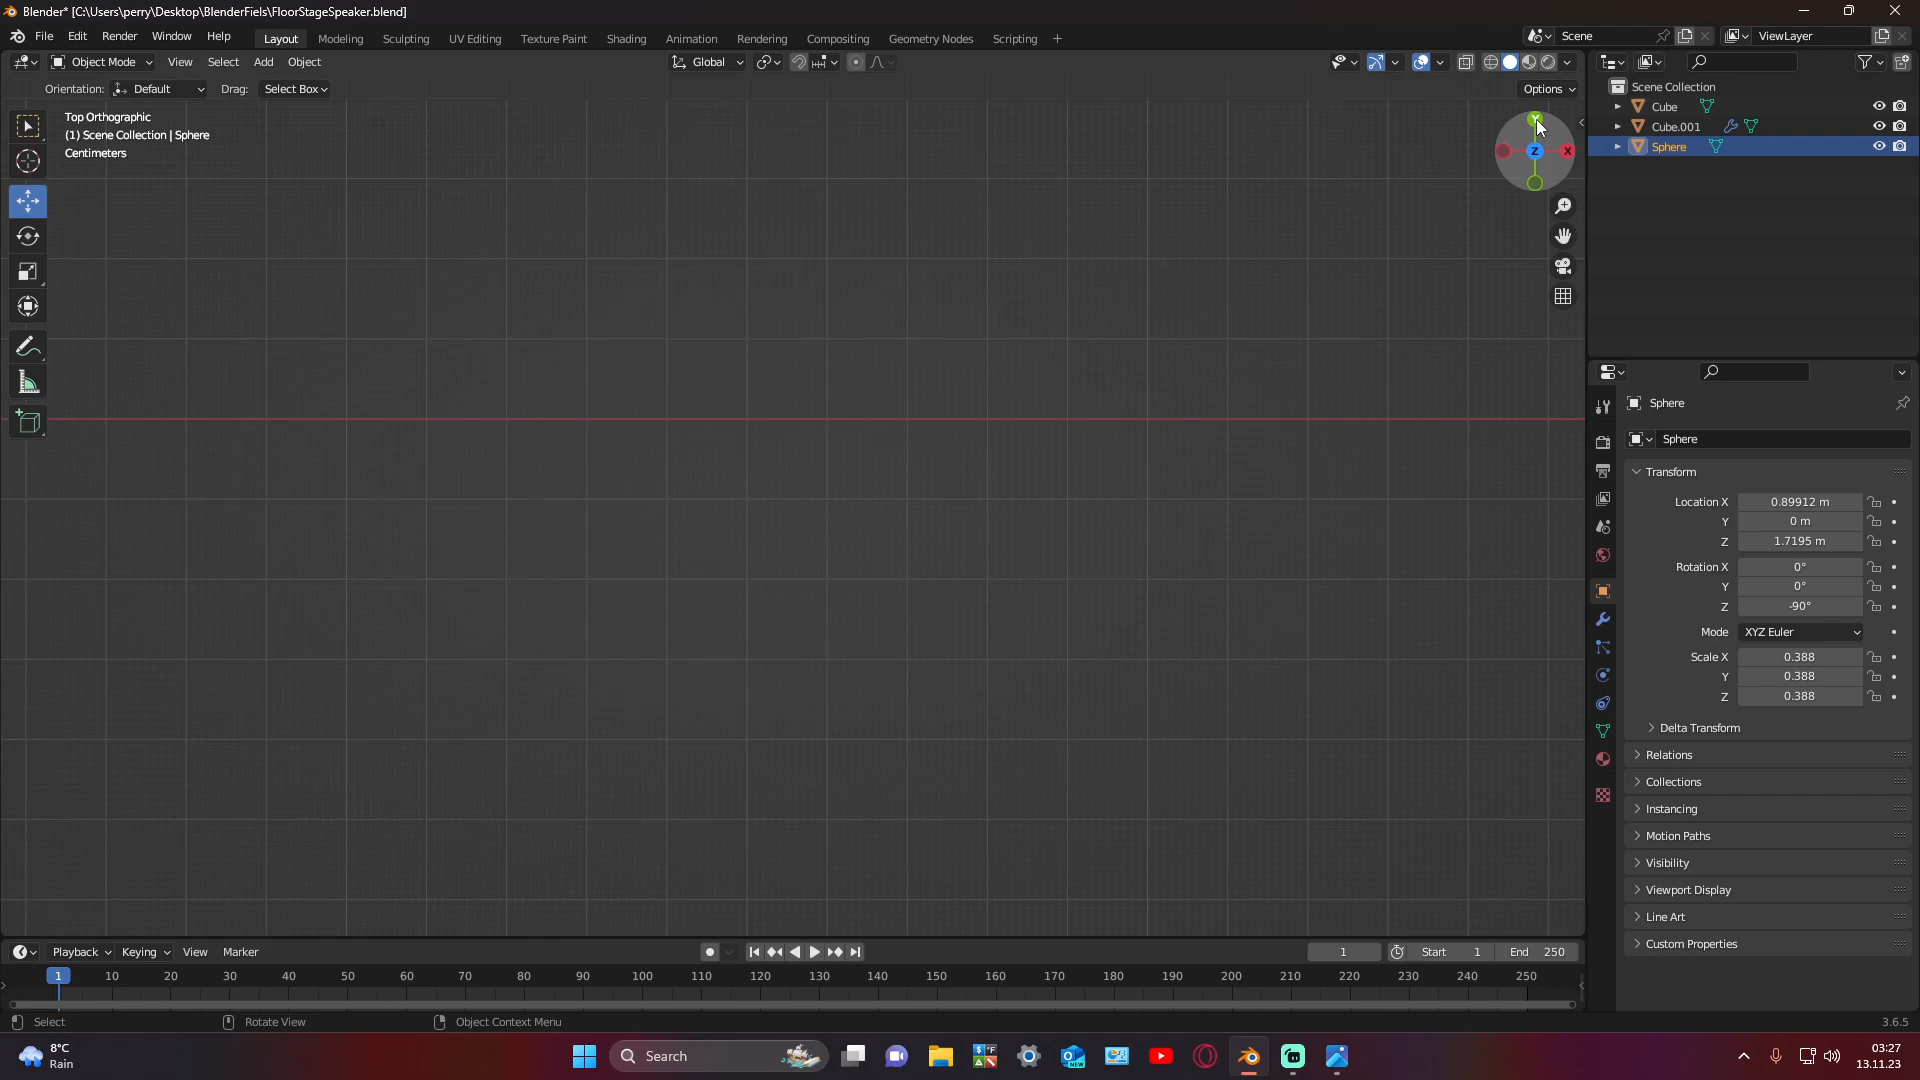 Blender* [C:\Users\perry\Desktop\BlenderFiels\FloorStageSpeaker.blend]
File Edit Render Window Help Layout Modeling Sculpting UV Editing Texture Paint Shading Animation Rendering Compositing Geometry Nodes Scripting + Scene ViewLayer
Object Mode View Select Add Object Global
Orientation: Default Drag: Select Box Options
Top Orthographic
(1) Scene Collection | Sphere
Centimeters
Y
X
Z
Scene Collection
Cube
Cube.001
Sphere
Sphere
Sphere
Transform
Location X 0.89912 m
Y 0 m
Z 1.7195 m
Rotation X 0°
Y 0°
Z -90°
Mode XYZ Euler
Scale X 0.388
Y 0.388
Z 0.388
Delta Transform
Relations
Collections
Instancing
Motion Paths
Visibility
Viewport Display
Line Art
Custom Properties
Playback Keying View Marker 1 Start 1 End 250
1 10 20 30 40 50 60 70 80 90 100 110 120 130 140 150 160 170 180 190 200 210 220 230 240 250
Select Rotate View Object Context Menu 3.6.5
8°C
Rain
Search
NEW
03:27
13.11.23